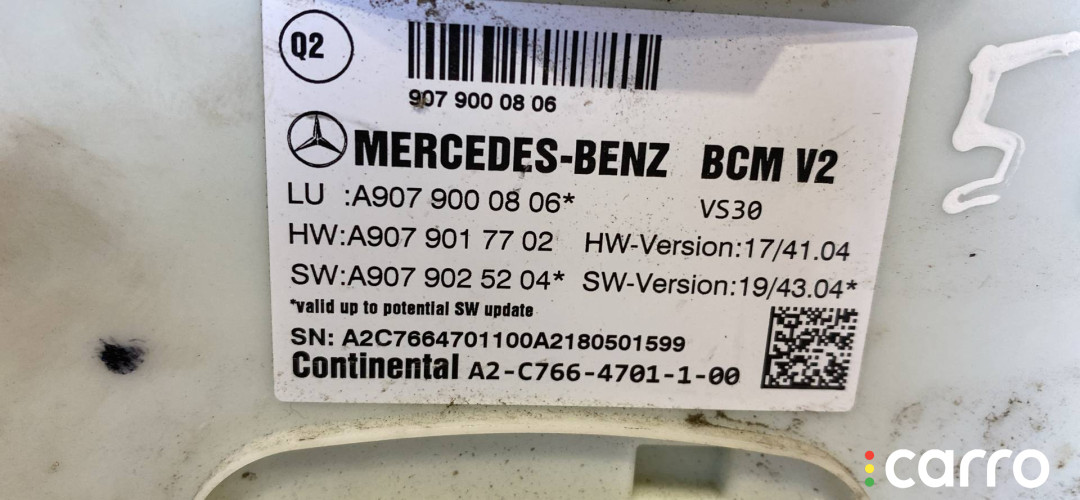 Q2
907 900 08 06
MERCEDES-BENZ BCM V2
LU :A907 900 08 06* VS30
HW:A907 901 77 02 HW-Version:17/41.04
SW:A907 902 52 04* SW-Version:19/43.04*
*valid up to potential SW update
SN: A2C7664701100A2180501599
Continental A2-C766-4701-1-00
5
carro